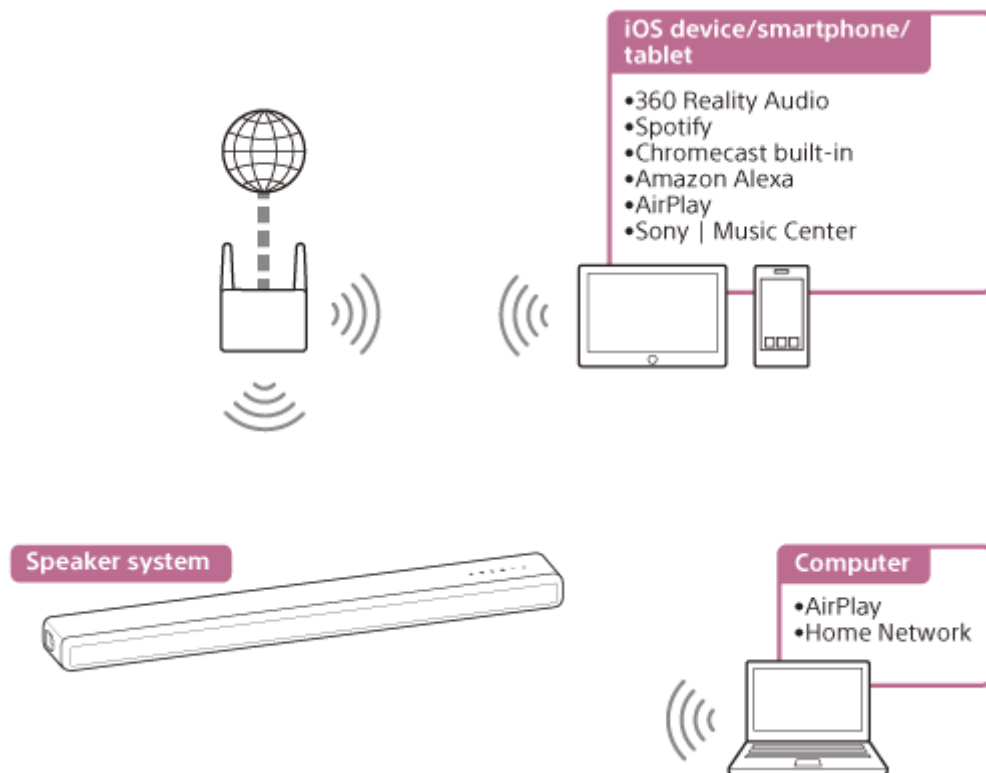 iOS device/smartphone/
tablet
•360 Reality Audio
•Spotify
•Chromecast built-in
•Amazon Alexa
•AirPlay
•Sony | Music Center
Speaker system
Computer
•AirPlay
•Home Network